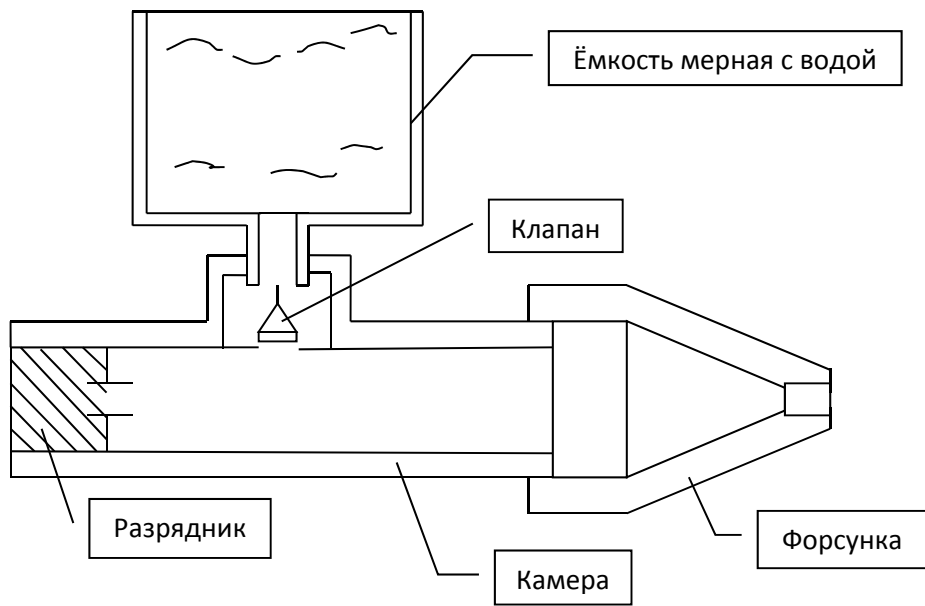 Ёмкость мерная с водой
Клапан
Разрядник
Форсунка
Камера